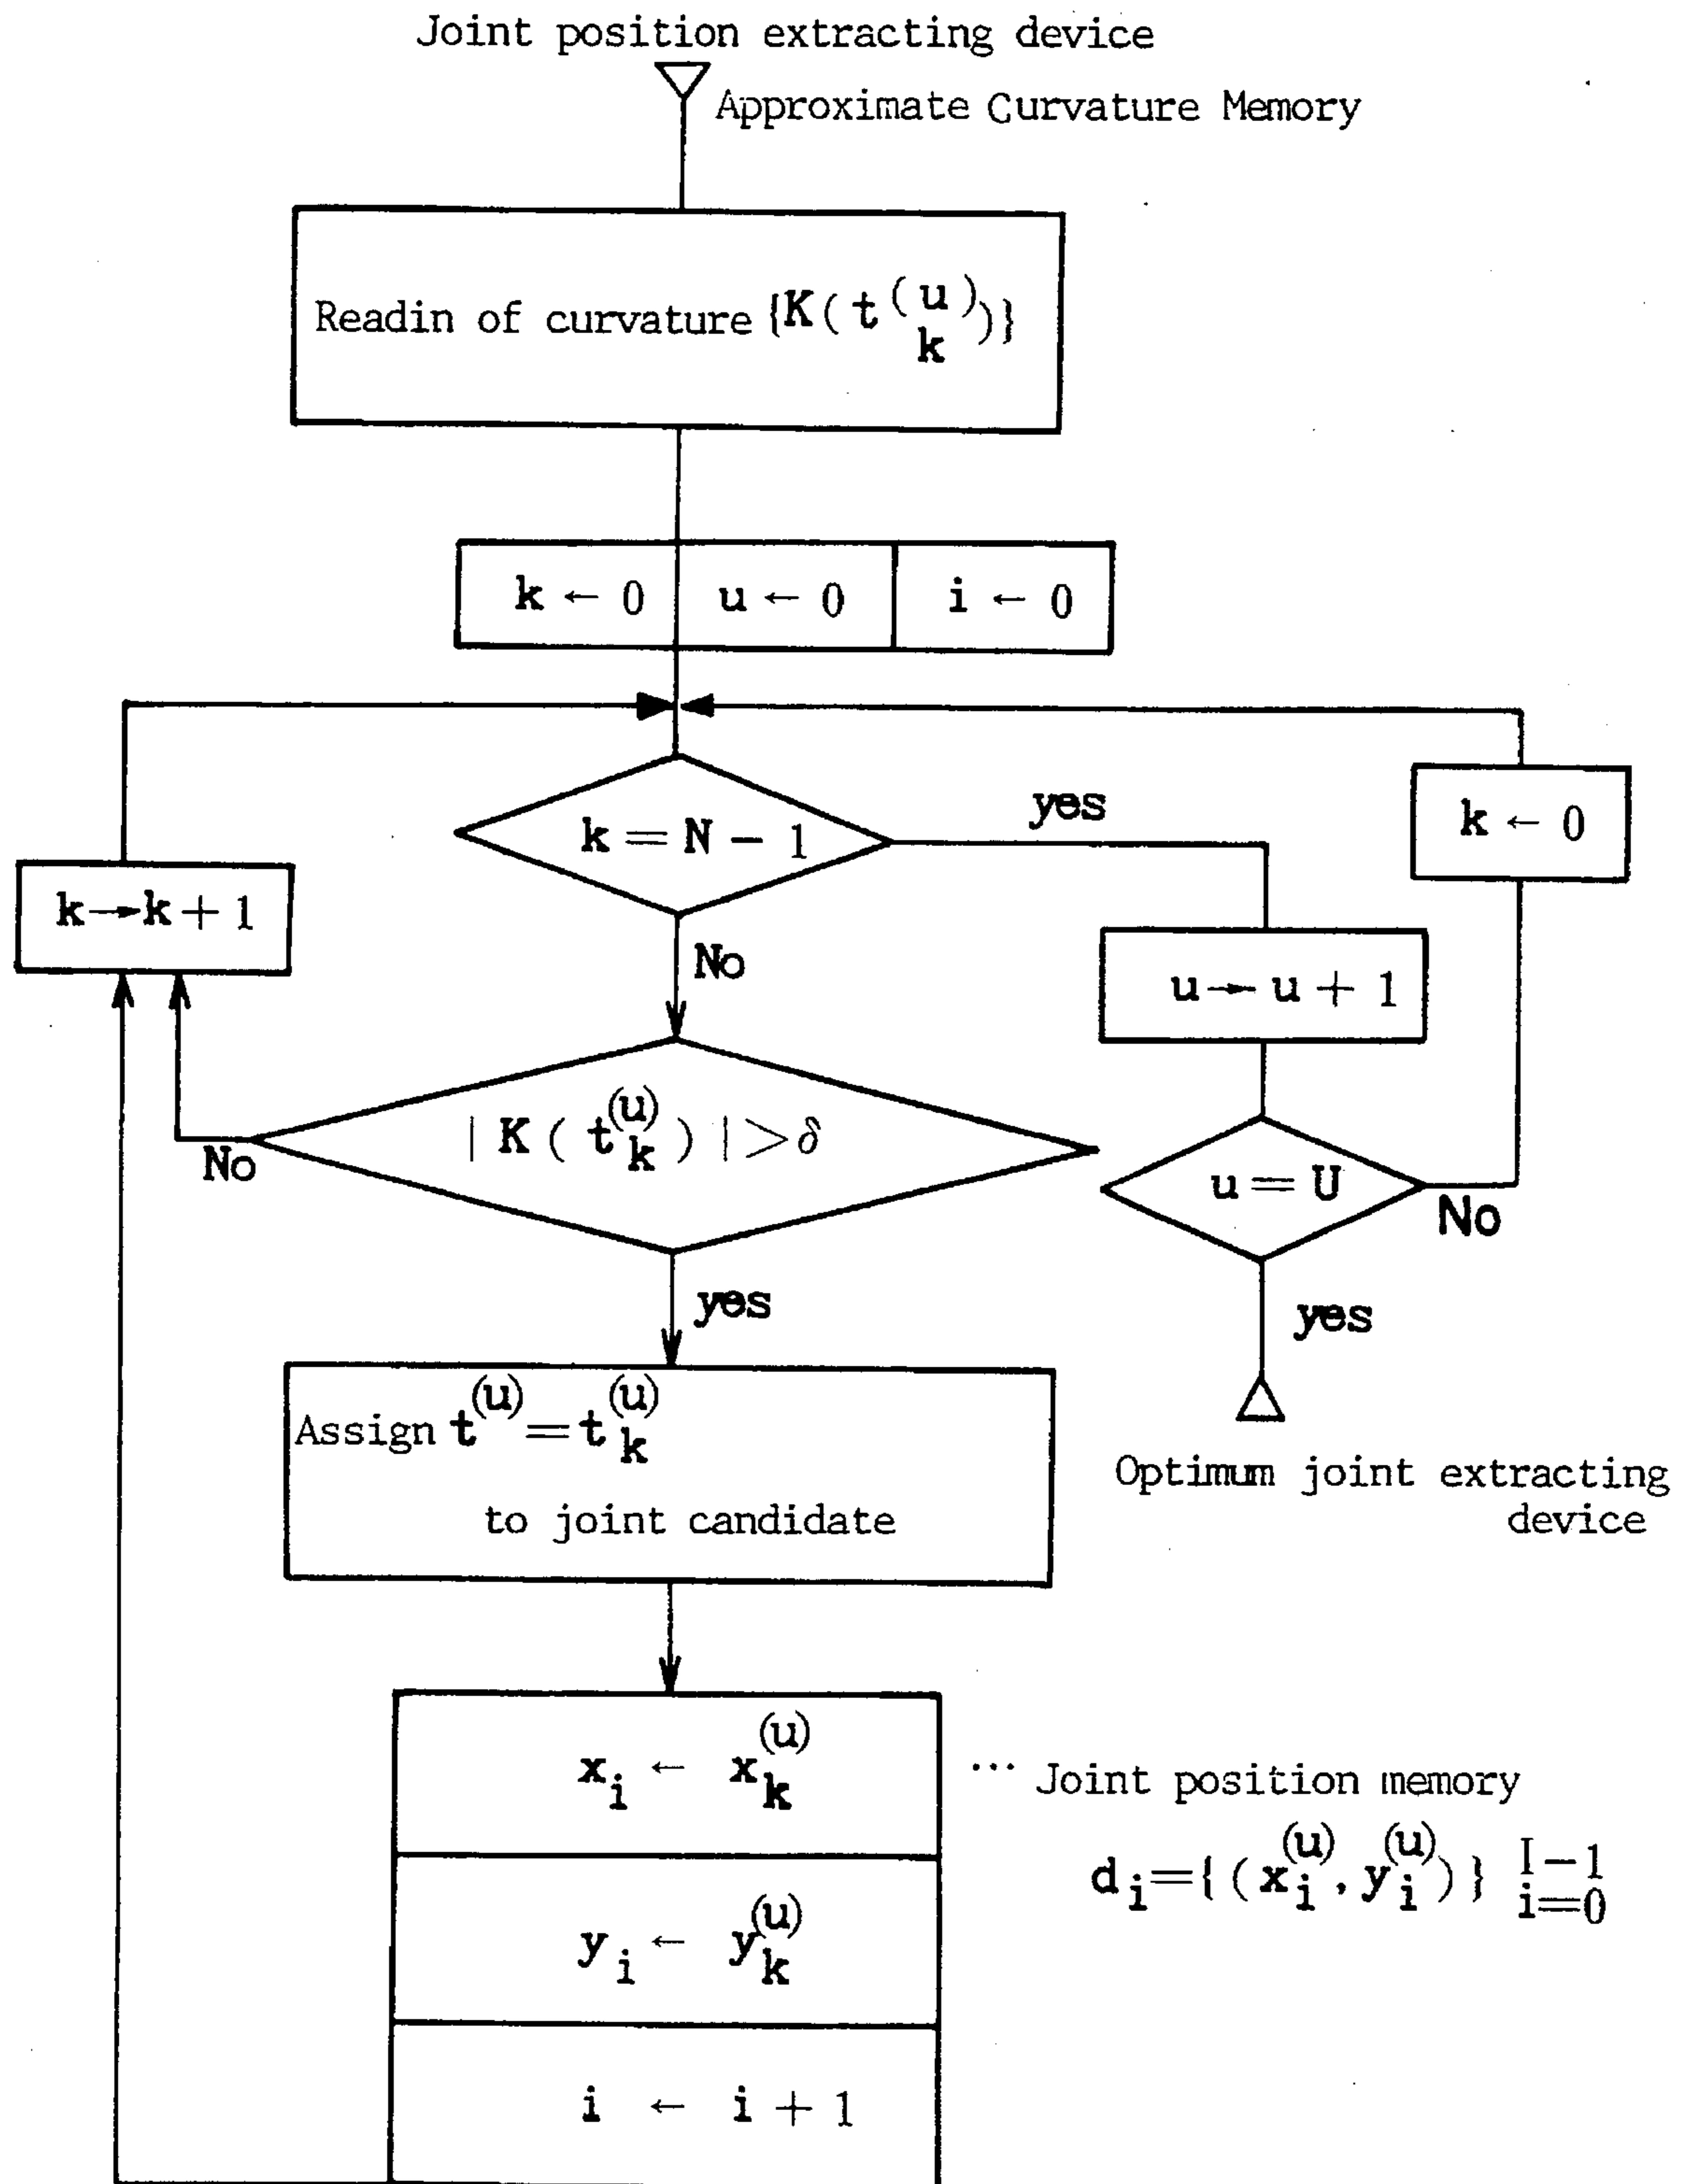 Joint position extracting device
Approximate Curvature Memory
Readin of curvature {K(t(u)k)}
k ← 0 u ← 0 i ← 0
k = N − 1
yes
k ← 0
k→k+1
No
u→u+1
|K(t(u)k)|>δ
No
u=U
No
yes
yes
Assign t(u)=t(u)k
to joint candidate
Optimum joint extracting
device
xi ← x(u)k
... Joint position memory
di={(x(u)i,y(u)i)} I−1 i=0
yi ← y(u)k
i ← i + 1